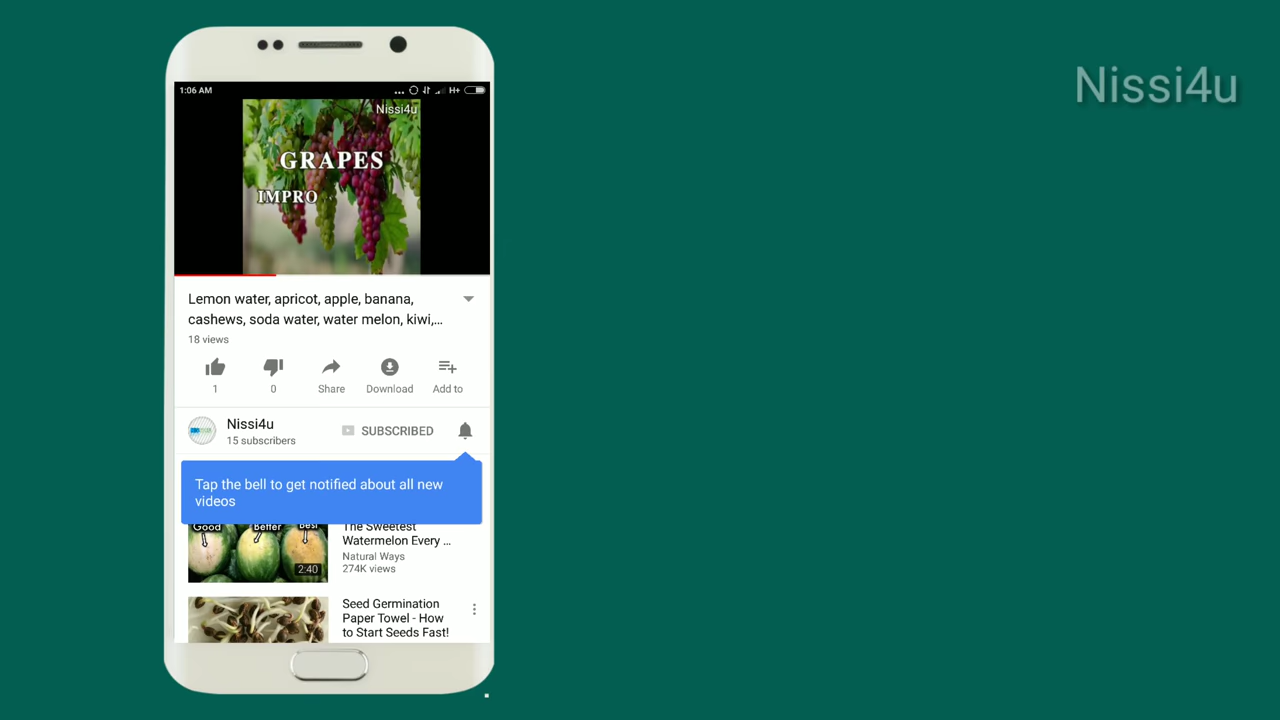 Nissi4u
1:06 AM
H+
Nissi4u
GRAPES
IMPRO
Lemon water, apricot, apple, banana,
cashews, soda water, water melon, kiwi,...
18 views
1
0
Share
Download
Add to
Nissi4u
15 subscribers
SUBSCRIBED
Tap the bell to get notified about all new
videos
Good
Better
Best
2:40
The Sweetest
Watermelon Every ...
Natural Ways
274K views
Seed Germination
Paper Towel - How
to Start Seeds Fast!